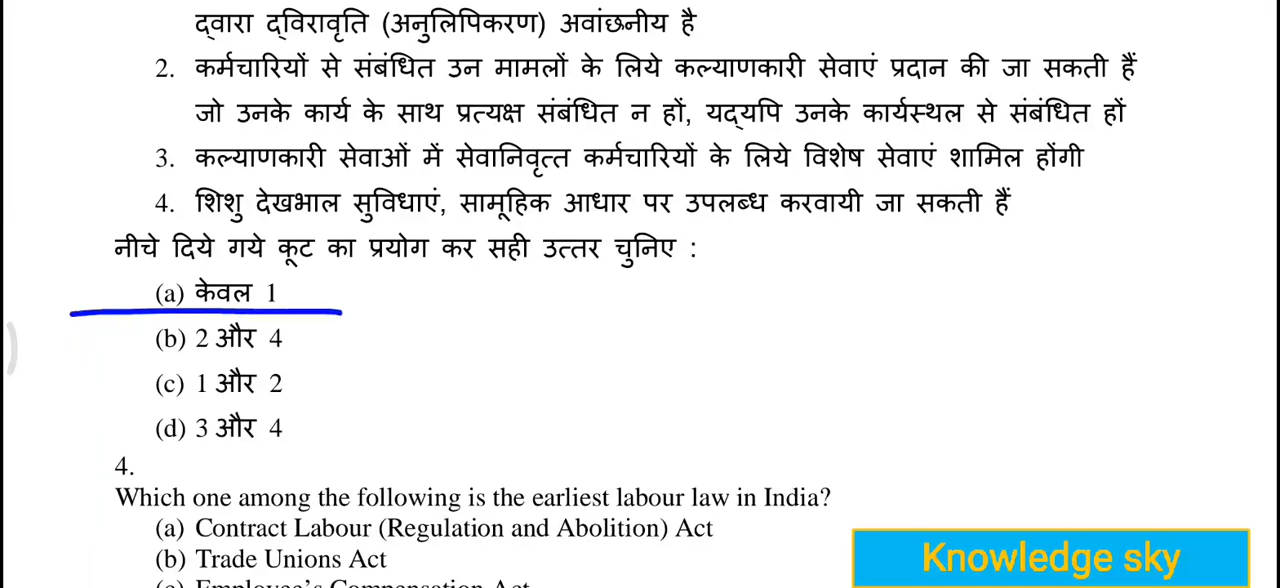 द्वारा द्विरावृति (अनुलिपिकरण) अवांछनीय है
2. कर्मचारियों से संबंधित उन मामलों के लिये कल्याणकारी सेवाएं प्रदान की जा सकती हैं
जो उनके कार्य के साथ प्रत्यक्ष संबंधित न हों, यद्यपि उनके कार्यस्थल से संबंधित हों
3. कल्याणकारी सेवाओं में सेवानिवृत्त कर्मचारियों के लिये विशेष सेवाएं शामिल होंगी
4. शिशु देखभाल सुविधाएं, सामूहिक आधार पर उपलब्ध करवायी जा सकती हैं
नीचे दिये गये कूट का प्रयोग कर सही उत्तर चुनिए :
(a) केवल 1
(b) 2 और 4
(c) 1 और 2
(d) 3 और 4
4.
Which one among the following is the earliest labour law in India?
(a) Contract Labour (Regulation and Abolition) Act
(b) Trade Unions Act
(c) Employee's Compensation Act
Knowledge sky